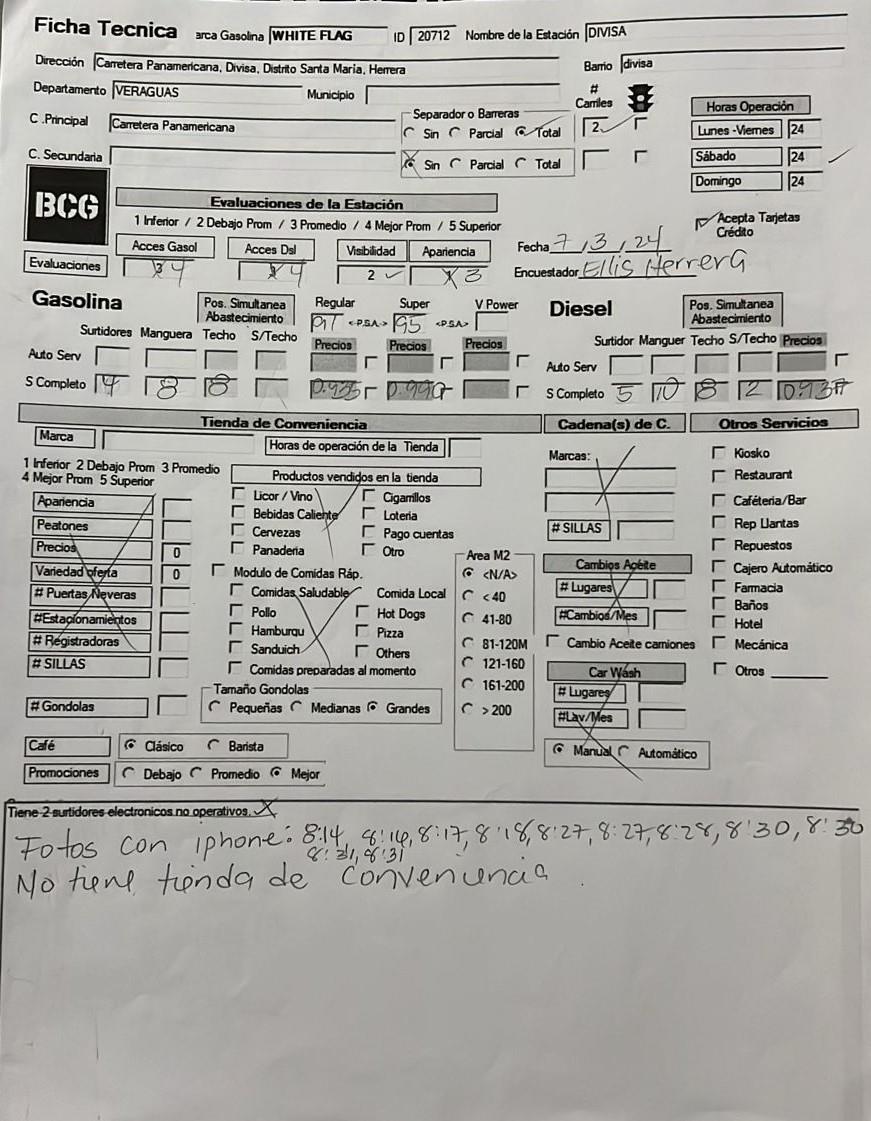 Ficha Tecnica arca Gasolina WHITE FLAG ID 20712 Nombre de la Estación DIVISA
Dirección Carretera Panamericana, Divisa, Distrito Santa María, Herrera Barrio divisa
Departamento VERAGUAS Municipio # Carriles
C .Principal Carretera Panamericana Separador o Barreras Sin Parcial Total 2
C. Secundaria Sin Parcial Total
Horas Operación
Lunes -Viernes 24
Sábado 24
Domingo 24
BCG
Evaluaciones de la Estación
1 Inferior / 2 Debajo Prom / 3 Promedio / 4 Mejor Prom / 5 Superior
Acepta Tarjetas Crédito
Acces Gasol Acces Dsl Visibilidad Apariencia
Evaluaciones 3 4 4 2 3
Fecha 7,3,24
Encuestador Ellis Herrera
Gasolina Pos. Simultanea Abastecimiento Regular Super V Power
91 <-P.S.A.-> 95 <-P.S.A>
Surtidores Manguera Techo S/Techo Precios Precios Precios
Auto Serv
S Completo 4 8 8 0.935 0.990
Diesel Pos. Simultanea Abastecimiento
Surtidor Manguer Techo S/Techo Precios
Auto Serv
S Completo 5 10 8 2
Tienda de Conveniencia Cadena(s) de C. Otros Servicios
Marca Horas de operación de la Tienda
1 Inferior 2 Debajo Prom 3 Promedio
4 Mejor Prom 5 Superior
Apariencia
Peatones
Precios 0
Variedad oferta 0
# Puertas Neveras
#Estacionamientos
# Registradoras
# SILLAS
# Gondolas
Productos vendidos en la tienda
Licor / Vino Cigarrillos
Bebidas Caliente Loteria
Cervezas Pago cuentas
Panaderia Otro
Modulo de Comidas Ráp.
Comidas Saludable Comida Local
Pollo Hot Dogs
Hamburqu Pizza
Sanduich Others
Comidas preparadas al momento
Tamaño Gondolas
Pequeñas Medianas Grandes
Area M2
<N/A>
< 40
41-80
81-120M
121-160
161-200
> 200
Marcas:
# SILLAS
Cambios Aceite
# Lugares
#Cambios/Mes
Cambio Aceite camiones
Car Wash
# Lugares
#Lav/Mes
Manual Automático
Kiosko
Restaurant
Caféteria/Bar
Rep Llantas
Repuestos
Cajero Automático
Farmacia
Baños
Hotel
Mecánica
Otros
Café Clásico Barista
Promociones Debajo Promedio Mejor
Tiene 2 surtidores electronicos no operativos.
Fotos con iphone: 8:14, 8:16, 8:17, 8:18, 8:27, 8:27, 8:28, 8:30, 8:30
8:31, 8:31
No tiene tienda de conveniencia.